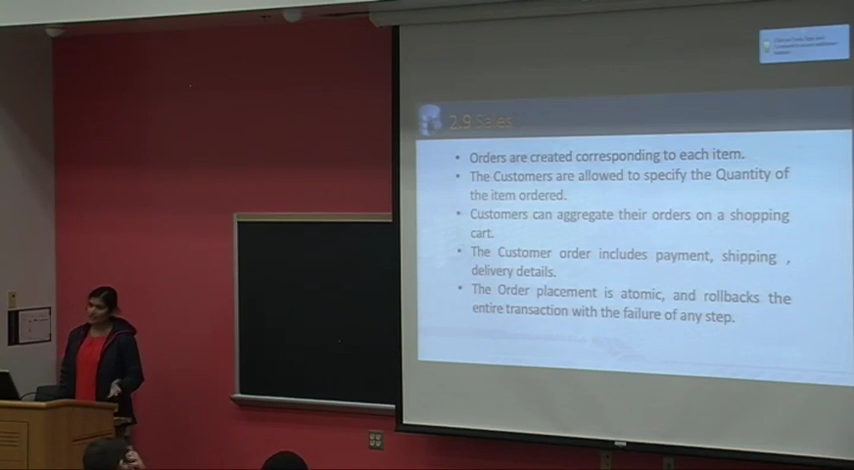 2.9 Sales
• Orders are created corresponding to each item.
• The Customers are allowed to specify the Quantity of
the item ordered.
• Customers can aggregate their orders on a shopping
cart.
• The Customer order includes payment, shipping ,
delivery details.
• The Order placement is atomic, and rollbacks the
entire transaction with the failure of any step.